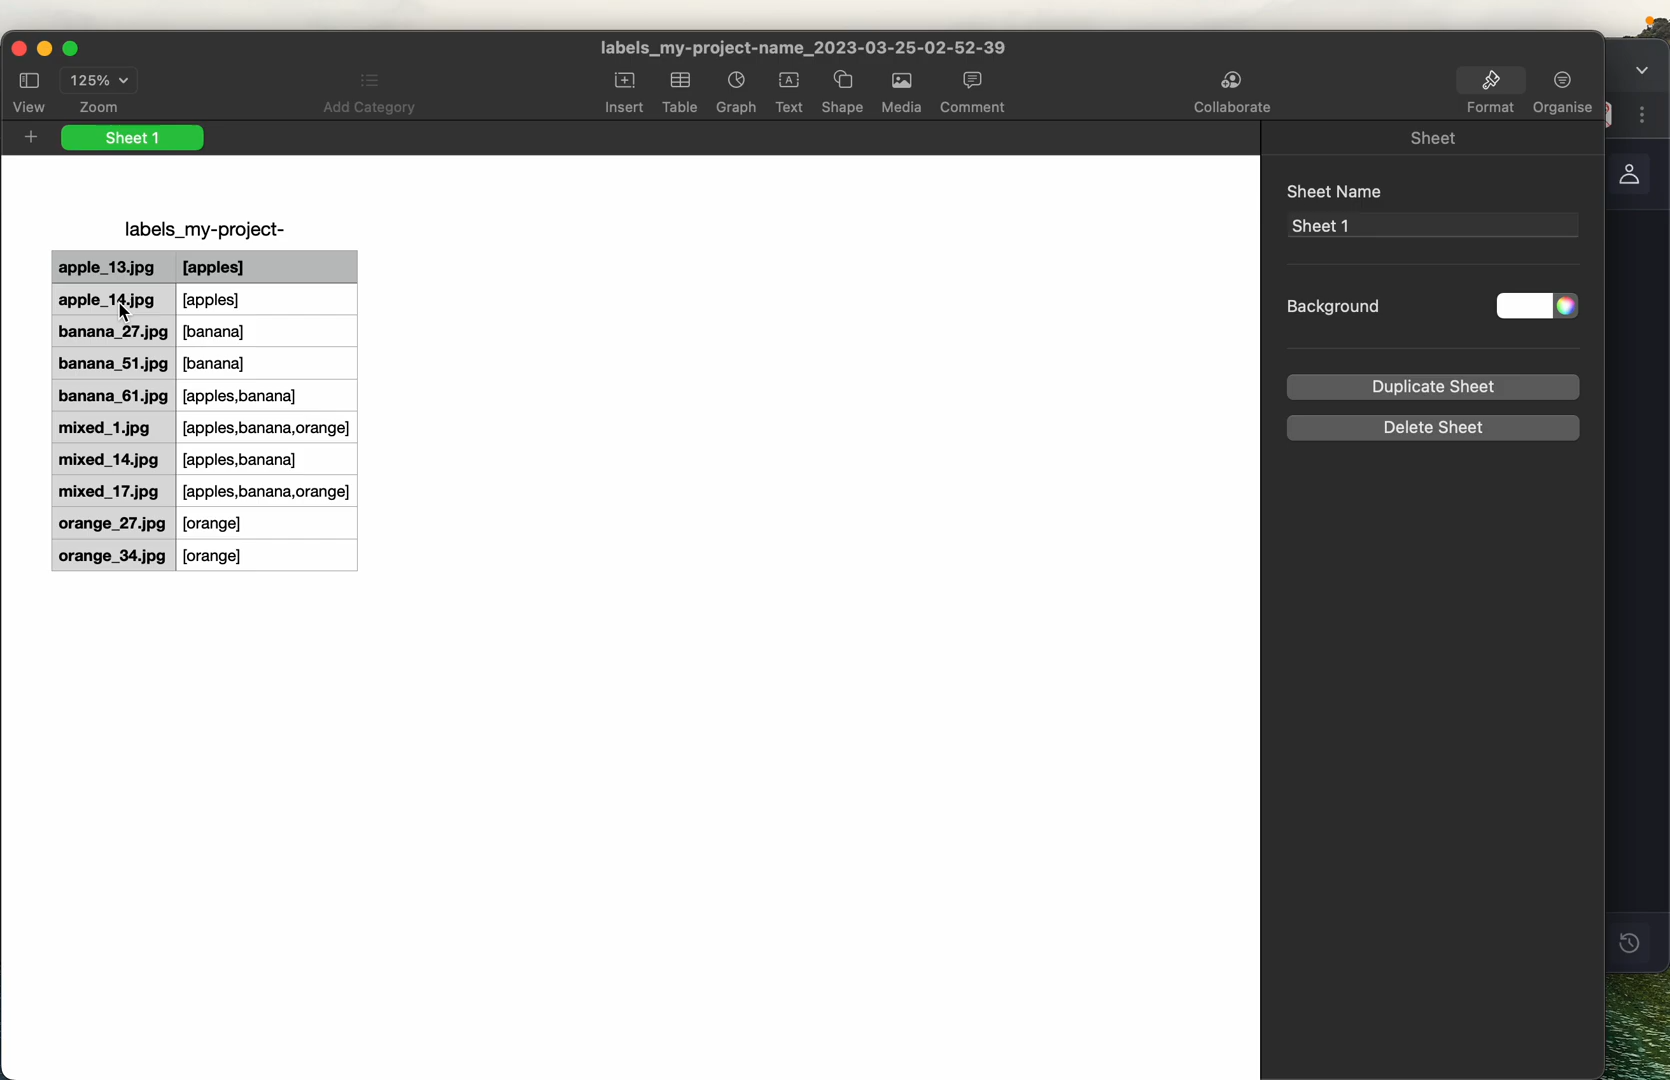 labels_my-project-name_2023-03-25-02-52-39
125%
View Zoom Add Category Insert Table Graph Text Shape Media Comment Collaborate Format Organise
Sheet 1
Sheet
Sheet Name
Sheet 1
Background
Duplicate Sheet
Delete Sheet
labels_my-project-
apple_13.jpg [apples]
apple_14.jpg [apples]
banana_27.jpg [banana]
banana_51.jpg [banana]
banana_61.jpg [apples,banana]
mixed_1.jpg [apples,banana,orange]
mixed_14.jpg [apples,banana]
mixed_17.jpg [apples,banana,orange]
orange_27.jpg [orange]
orange_34.jpg [orange]